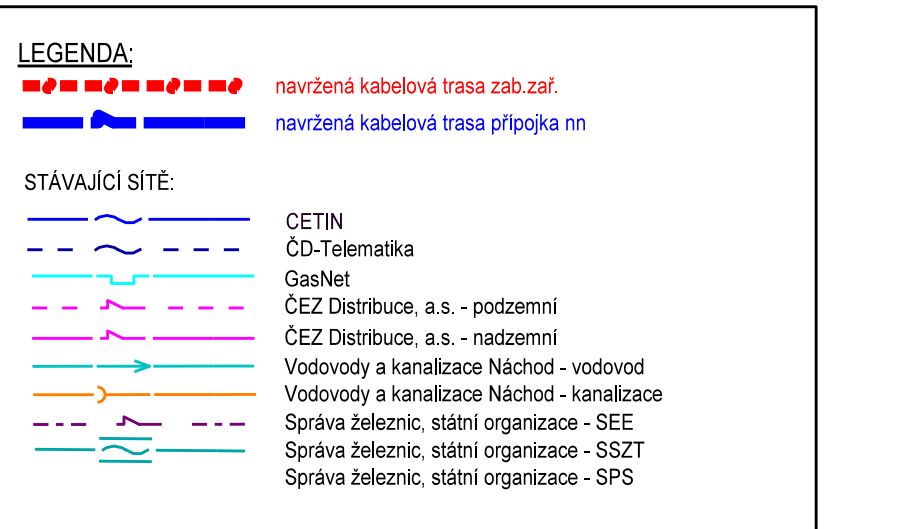 LEGENDA:
navržená kabelová trasa zab.zař.
navržená kabelová trasa přípojka nn
STÁVAJÍCÍ SÍTĚ:
CETIN
ČD-Telematika
GasNet
ČEZ Distribuce, a.s. - podzemní
ČEZ Distribuce, a.s. - nadzemní
Vodovody a kanalizace Náchod - vodovod
Vodovody a kanalizace Náchod - kanalizace
Správa železnic, státní organizace - SEE
Správa železnic, státní organizace - SSZT
Správa železnic, státní organizace - SPS